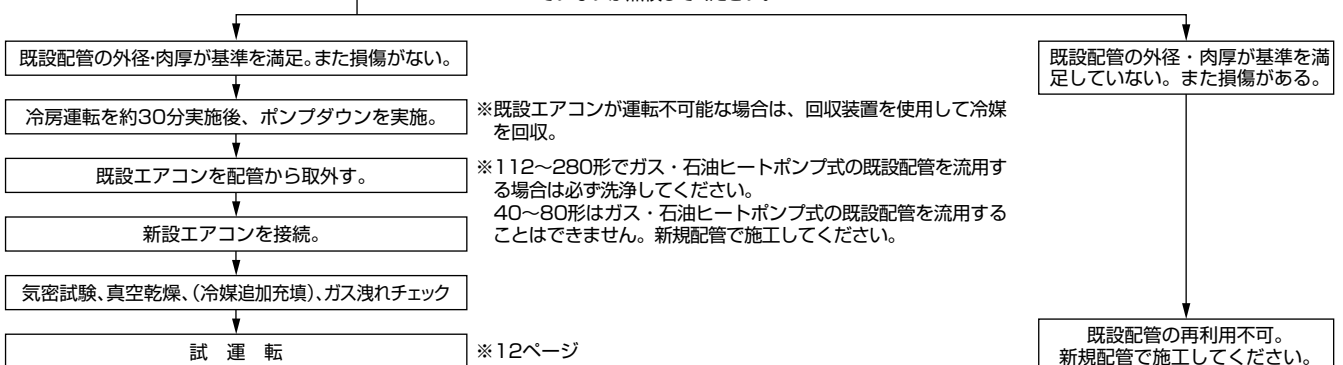 既設配管の外径・肉厚が基準を満足。また損傷がない。
冷房運転を約30分実施後、ポンプダウンを実施。
※既設エアコンが運転不可能な場合は、回収装置を使用して冷媒
を回収。
既設エアコンを配管から取外す。
※112〜280形でガス・石油ヒートポンプ式の既設配管を流用す
る場合は必ず洗浄してください。
40〜80形はガス・石油ヒートポンプ式の既設配管を流用する
ことはできません。新規配管で施工してください。
新設エアコンを接続。
気密試験、真空乾燥、(冷媒追加充填)、ガス洩れチェック
試 運 転
※12ページ
既設配管の外径・肉厚が基準を満
足していない。また損傷がある。
既設配管の再利用不可。
新規配管で施工してください。